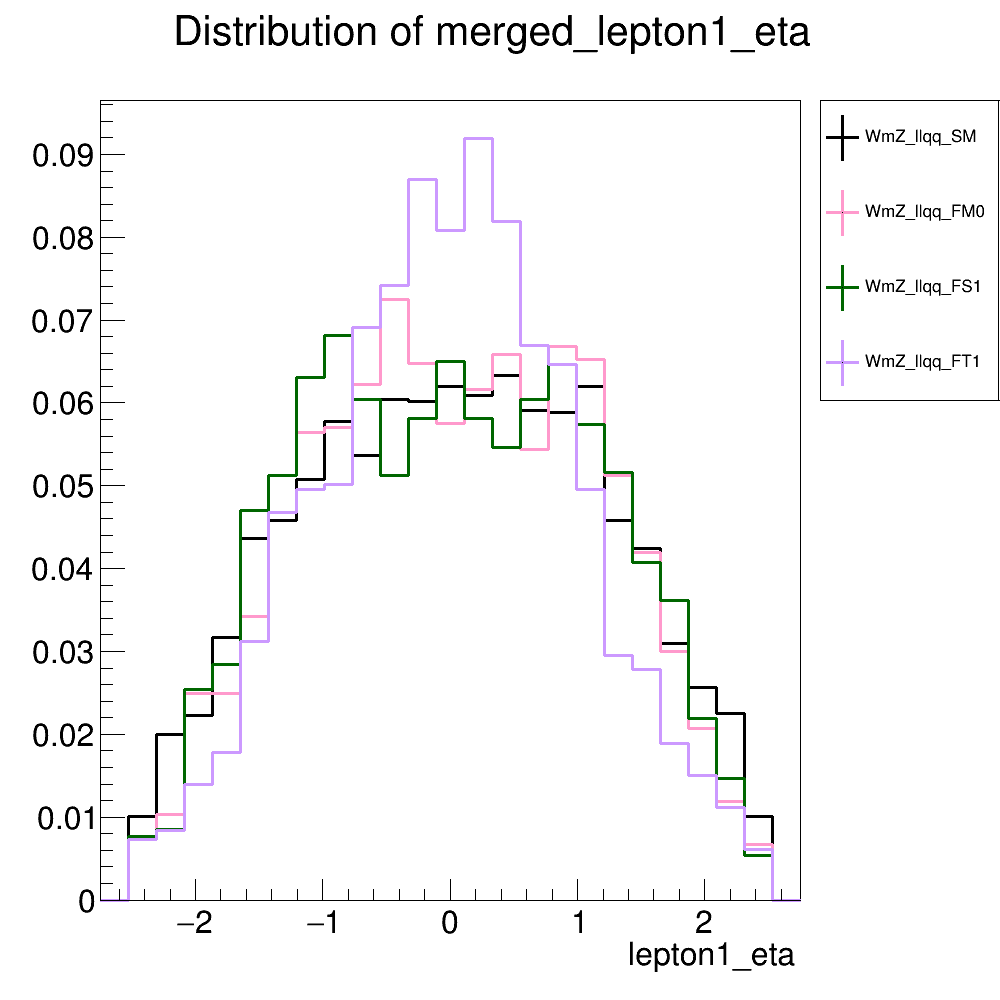 Distribution of merged_lepton1_eta
WmZ_llqq_SM
WmZ_llqq_FM0
WmZ_llqq_FS1
WmZ_llqq_FT1
0.09
0.08
0.07
0.06
0.05
0.04
0.03
0.02
0.01
0
−2 −1 0 1 2
lepton1_eta